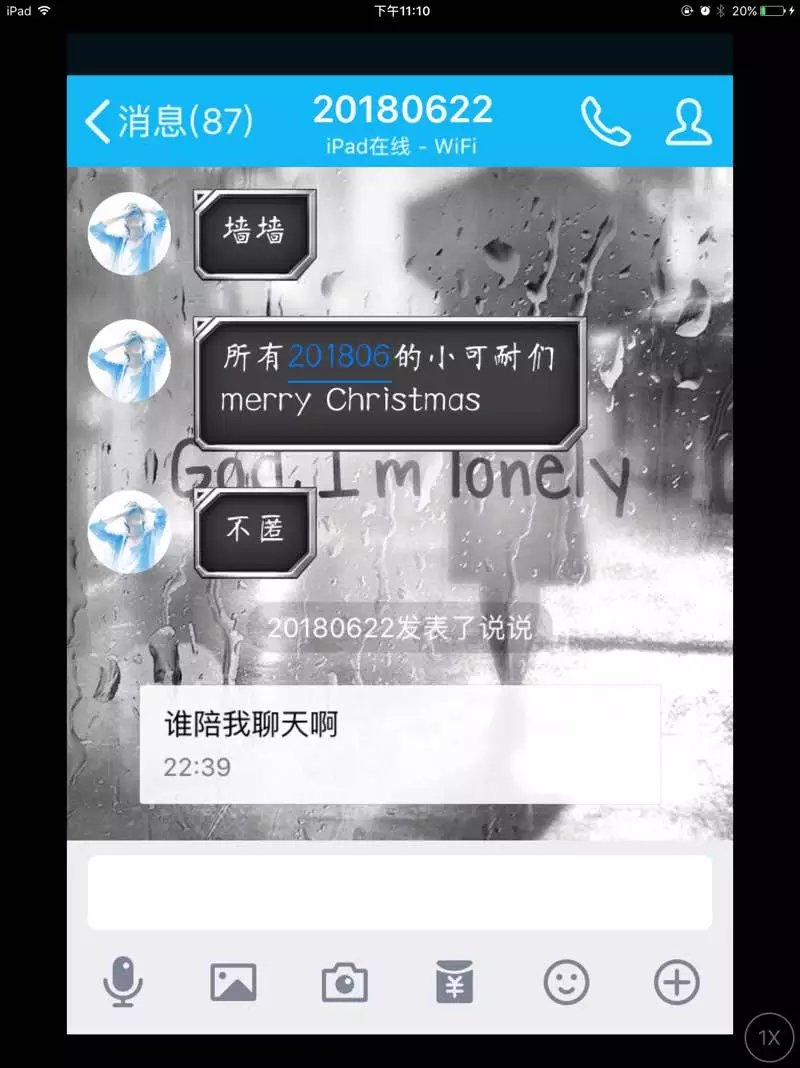 iPad 下午11:10 20%
消息(87) 20180622
iPad在线 - WiFi
墙墙
所有201806的小可耐们
merry Christmas
God, I'm lonely
不匿
20180622发表了说说
谁陪我聊天啊
22:39
¥
1X